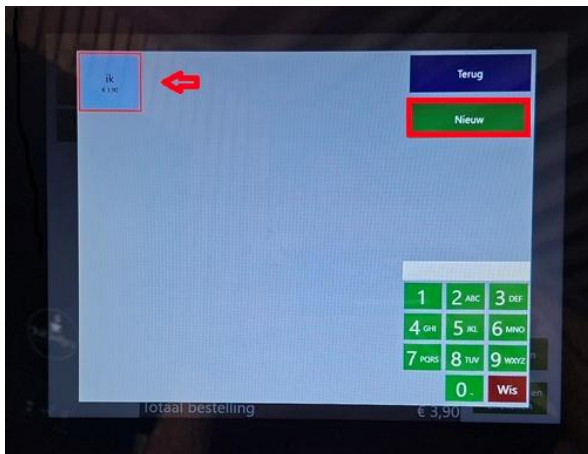 ik
€ 3,90
Terug
Nieuw
1
2 ABC
3 DEF
4 GHI
5 JKL
6 MNO
7 PQRS
8 TUV
9 WXYZ
0
Wis
Totaal bestelling
€ 3,90